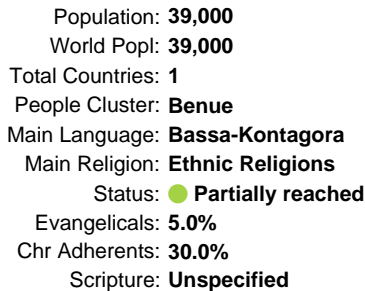 Population: 39,000
World Popl: 39,000
Total Countries: 1
People Cluster: Benue
Main Language: Bassa-Kontagora
Main Religion: Ethnic Religions
Status: Partially reached
Evangelicals: 5.0%
Chr Adherents: 30.0%
Scripture: Unspecified